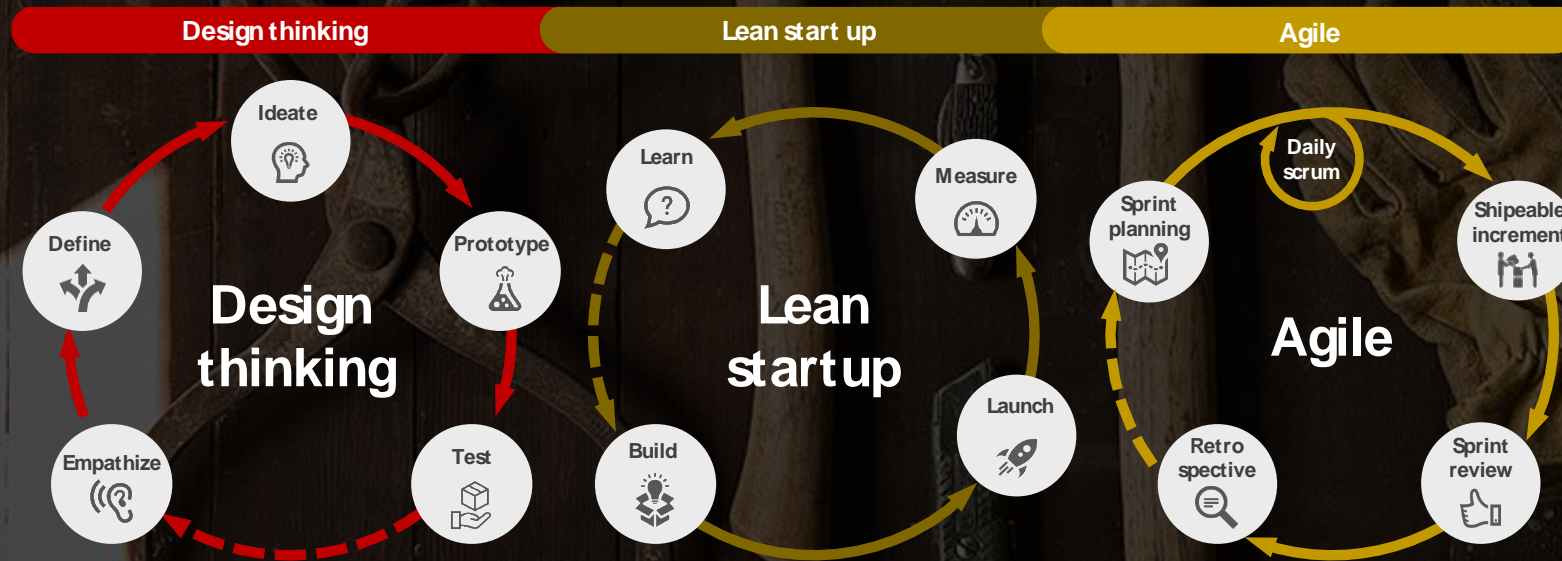 Design thinking
Lean start up
Agile
Ideate
Define
Prototype
Design
thinking
Empathize
Test
Learn
?
Measure
Lean
startup
Launch
Build
Daily
scrum
Sprint
planning
Shipeable
increment
Agile
Retro
spective
Sprint
review